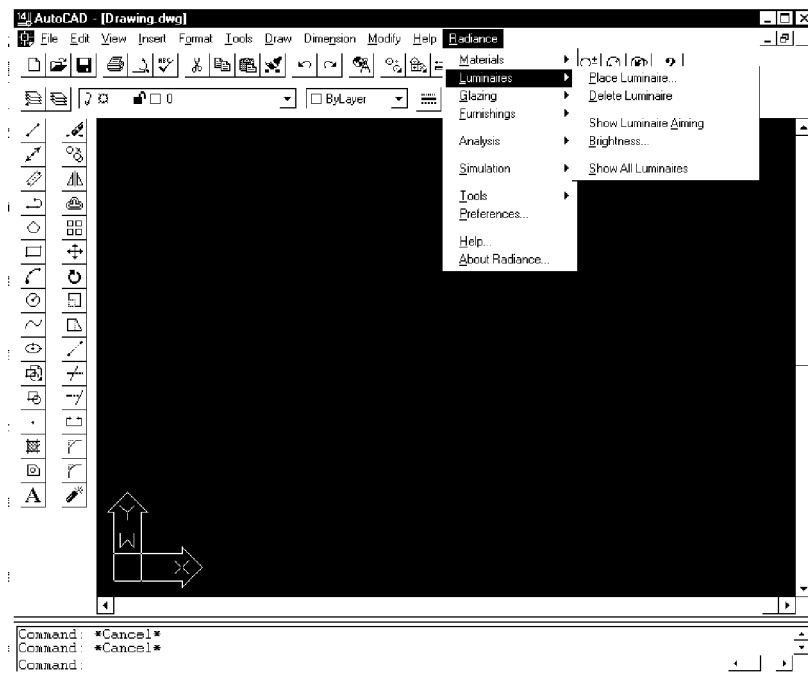 AutoCAD - [Drawing.dwg]
File Edit View Insert Format Tools Draw Dimension Modify Help Radiance
0
ByLayer
Materials
Luminaires
Glazing
Furnishings
Analysis
Simulation
Tools
Preferences...
Help...
About Radiance...
Place Luminaire...
Delete Luminaire
Show Luminaire Aiming
Brightness...
Show All Luminaires
A
Y
W
X
Command: *Cancel*
Command: *Cancel*
Command: